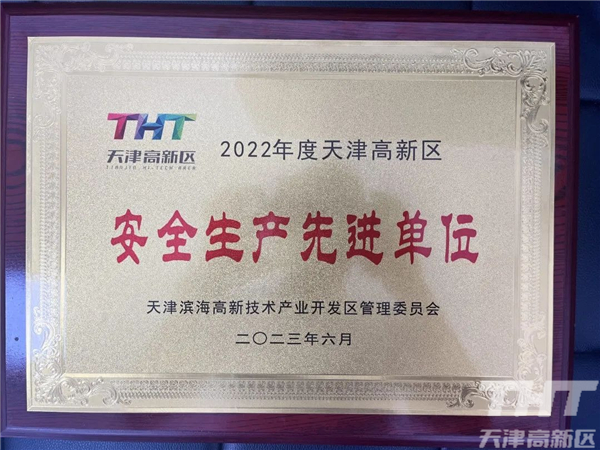 THT
天津高新区
TIANJIN HI-TECH AREA
2022年度天津高新区
安全生产先进单位
天津滨海高新技术产业开发区管理委员会
二〇二三年六月
THT
天津高新区